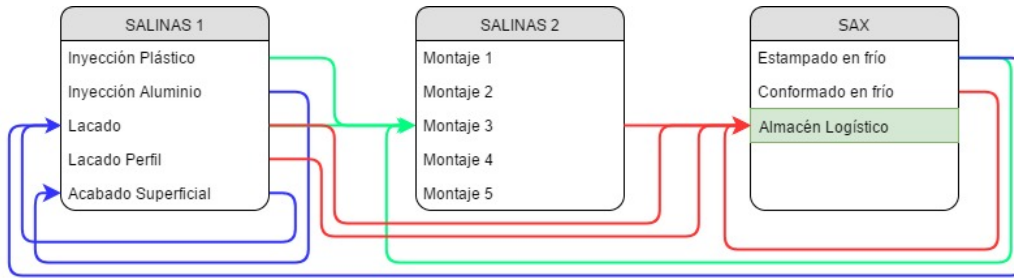 SALINAS 1
Inyección Plástico
Inyección Aluminio
Lacado
Lacado Perfil
Acabado Superficial
SALINAS 2
Montaje 1
Montaje 2
Montaje 3
Montaje 4
Montaje 5
SAX
Estampado en frío
Conformado en frío
Almacén Logístico